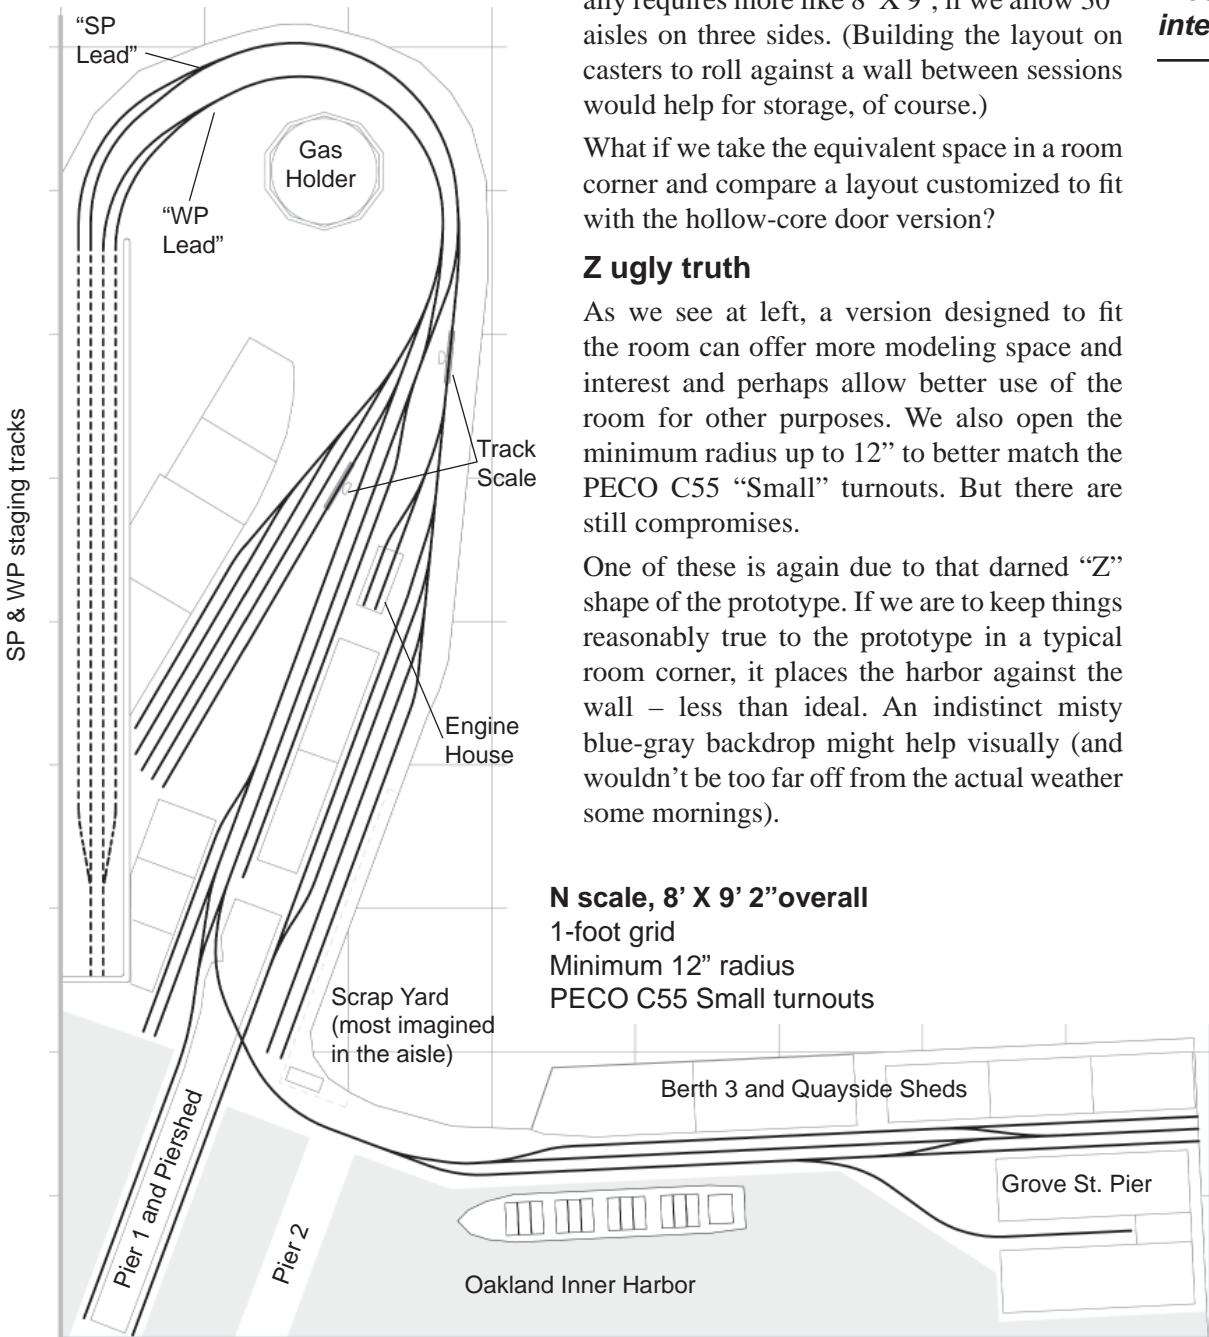 ally requires more like 8’ X 9’, if we allow 30”
aisles on three sides. (Building the layout on
casters to roll against a wall between sessions
would help for storage, of course.)
What if we take the equivalent space in a room
corner and compare a layout customized to fit
with the hollow-core door version?
Z ugly truth
As we see at left, a version designed to fit
the room can offer more modeling space and
interest and perhaps allow better use of the
room for other purposes. We also open the
minimum radius up to 12” to better match the
PECO C55 “Small” turnouts. But there are
still compromises.
One of these is again due to that darned “Z”
shape of the prototype. If we are to keep things
reasonably true to the prototype in a typical
room corner, it places the harbor against the
wall – less than ideal. An indistinct misty
blue-gray backdrop might help visually (and
wouldn’t be too far off from the actual weather
some mornings).
N scale, 8’ X 9’ 2”overall
1-foot grid
Minimum 12” radius
PECO C55 Small turnouts
inte
“SP
Lead”
Gas
Holder
“WP
Lead”
SP & WP staging tracks
Track
Scale
Engine
House
Scrap Yard
(most imagined
in the aisle)
Berth 3 and Quayside Sheds
Grove St. Pier
Pier 1 and Piershed
Pier 2
Oakland Inner Harbor